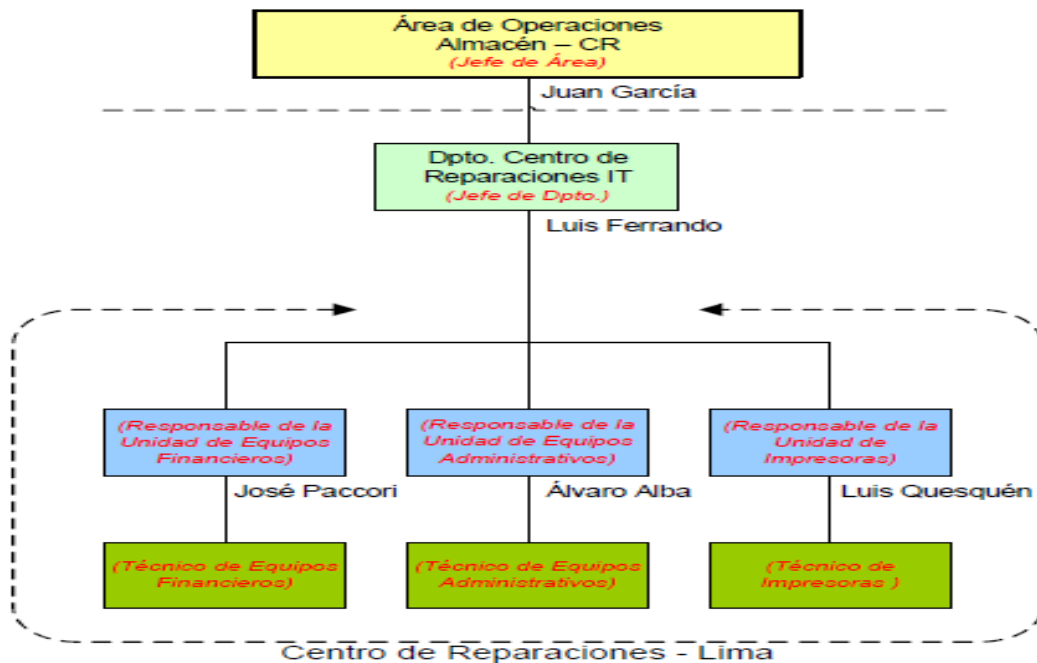 Área de Operaciones
Almacén – CR
(Jefe de Área)
Juan García
Dpto. Centro de
Reparaciones IT
(Jefe de Dpto.)
Luis Ferrando
(Responsable de la
Unidad de Equipos
Financieros)
José Paccori
(Responsable de la
Unidad de Equipos
Administrativos)
Álvaro Alba
(Responsable de la
Unidad de
Impresoras)
Luis Quesquén
(Técnico de Equipos
Financieros)
(Técnico de Equipos
Administrativos)
(Técnico de
Impresoras )
Centro de Reparaciones - Lima